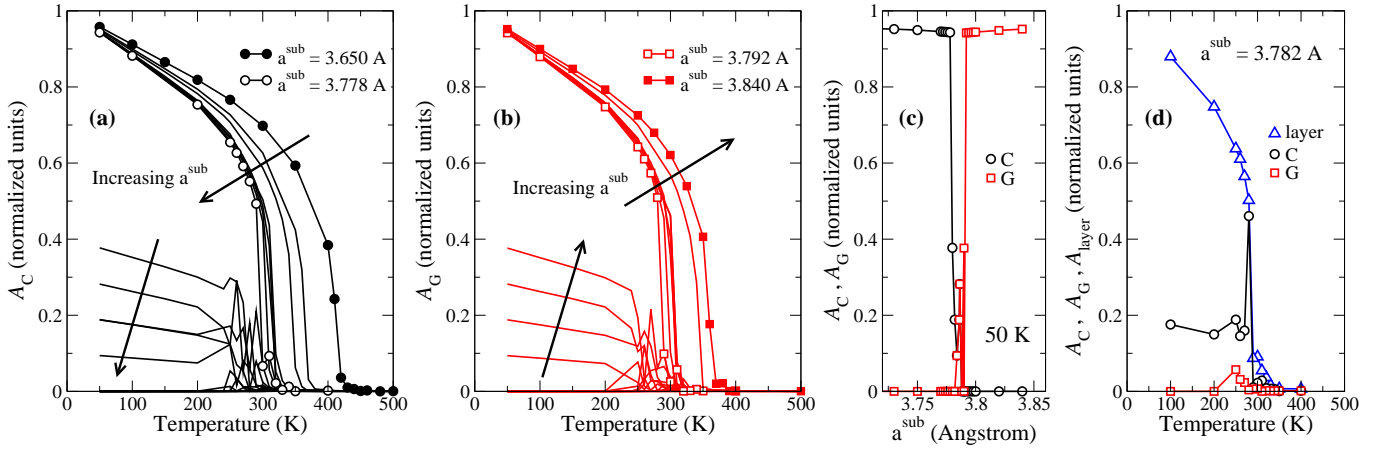 (a)
a^sub = 3.650 A
a^sub = 3.778 A
Increasing a^sub
A_C (normalized units)
0
0.2
0.4
0.6
0.8
1
0 100 200 300 400 500
Temperature (K)
(b)
a^sub = 3.792 A
a^sub = 3.840 A
Increasing a^sub
A_G (normalized units)
0
0.2
0.4
0.6
0.8
1
0 100 200 300 400 500
Temperature (K)
(c)
C
G
50 K
A_C , A_G (normalized units)
0
0.2
0.4
0.6
0.8
1
3.75 3.8 3.85
a^sub (Angstrom)
(d)
a^sub = 3.782 A
layer
C
G
A_C , A_G , A_layer (normalized units)
0
0.2
0.4
0.6
0.8
1
0 100 200 300 400 500
Temperature (K)